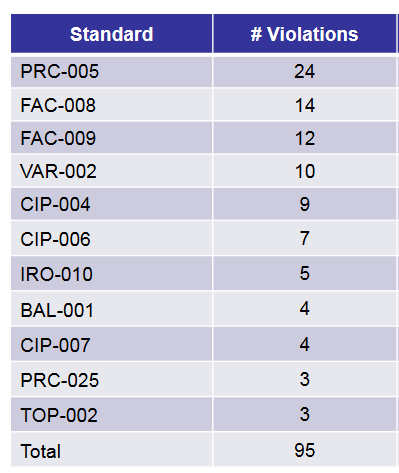 Standard # Violations
PRC-005 24
FAC-008 14
FAC-009 12
VAR-002 10
CIP-004 9
CIP-006 7
IRO-010 5
BAL-001 4
CIP-007 4
PRC-025 3
TOP-002 3
Total 95